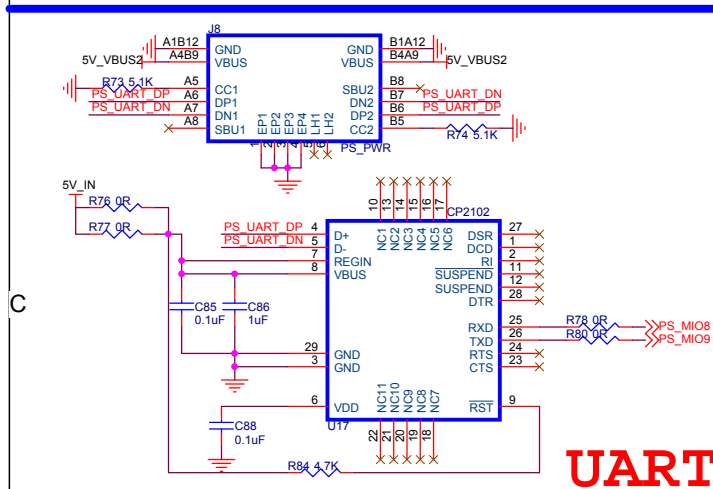 J8
A1B12 GND GND B1A12
5V_VBUS2 A4B9 VBUS VBUS B4A9 5V_VBUS2
R73 5.1K A5 CC1 SBU2 B8
PS_UART_DP A6 DP1 DN2 B7 PS_UART_DN
PS_UART_DN A7 DN1 DP2 B6 PS_UART_DP
A8 SBU1 CC2 B5
R74 5.1K
EP1 EP2 EP3 EP4 LH1 LH2
1 2 3 4 5 6
PS_PWR
5V_IN
R76 0R
R77 0R
10 13 14 15 16 17
CP2102
NC1 NC2 NC3 NC4 NC5 NC6
PS_UART_DP 4 D+ DSR 27
PS_UART_DN 5 D- DCD 1
7 REGIN RI 2
8 VBUS SUSPEND 11
SUSPEND 12
DTR 28
C
C85 0.1uF
C86 1uF
RXD 25 R78 0R PS_MIO8
TXD 26 R80 0R PS_MIO9
29 GND RTS 24
3 GND CTS 23
6 VDD RST 9
NC11 NC10 NC9 NC8 NC7
U17
22 21 20 19 18
C88
0.1uF
R84 4.7K
UART